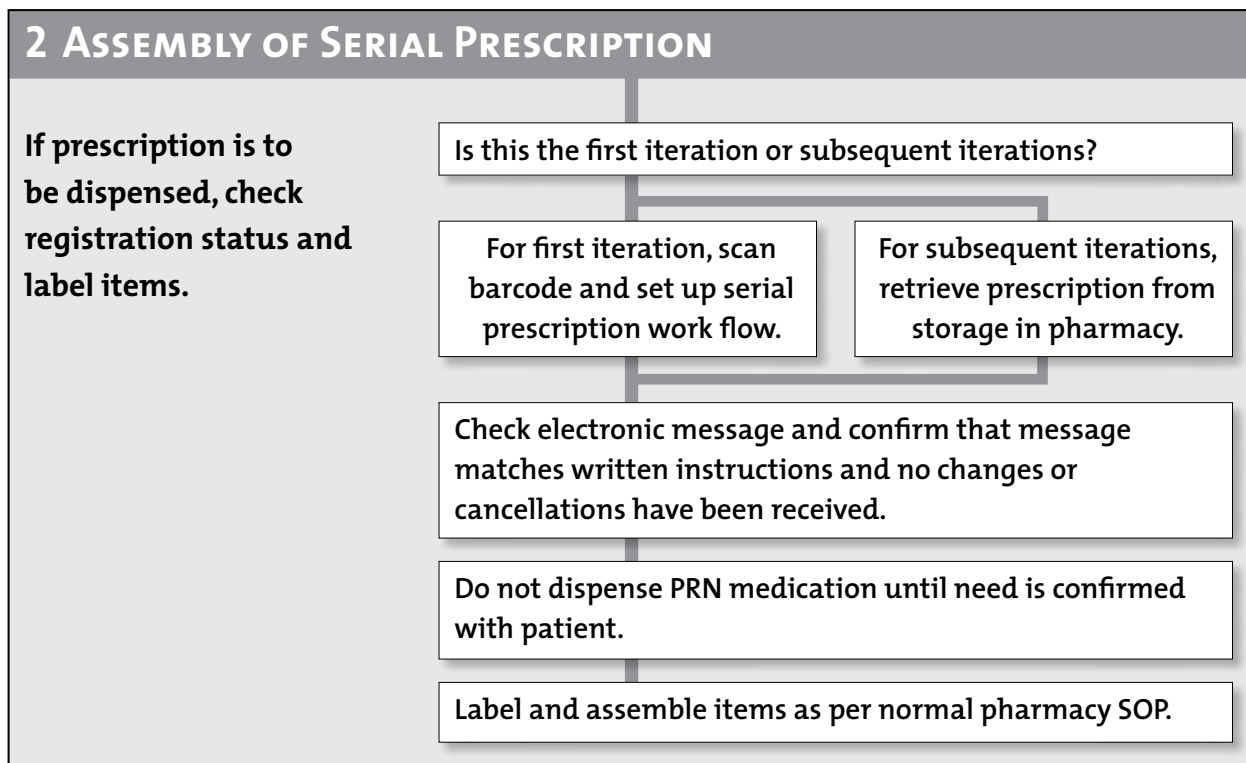 2 ASSEMBLY OF SERIAL PRESCRIPTION
If prescription is to
be dispensed, check
registration status and
label items.
Is this the first iteration or subsequent iterations?
For first iteration, scan
barcode and set up serial
prescription work flow.
For subsequent iterations,
retrieve prescription from
storage in pharmacy.
Check electronic message and confirm that message
matches written instructions and no changes or
cancellations have been received.
Do not dispense PRN medication until need is confirmed
with patient.
Label and assemble items as per normal pharmacy SOP.